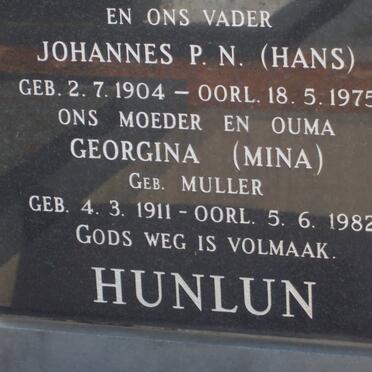 EN ONS VADER
JOHANNES P. N. (HANS)
GEB. 2. 7. 1904 – OORL. 18. 5. 1975
ONS MOEDER EN OUMA
GEORGINA (MINA)
GEB. MULLER
GEB. 4. 3. 1911 – OORL. 5. 6. 1982
GODS WEG IS VOLMAAK.
HUNLUN